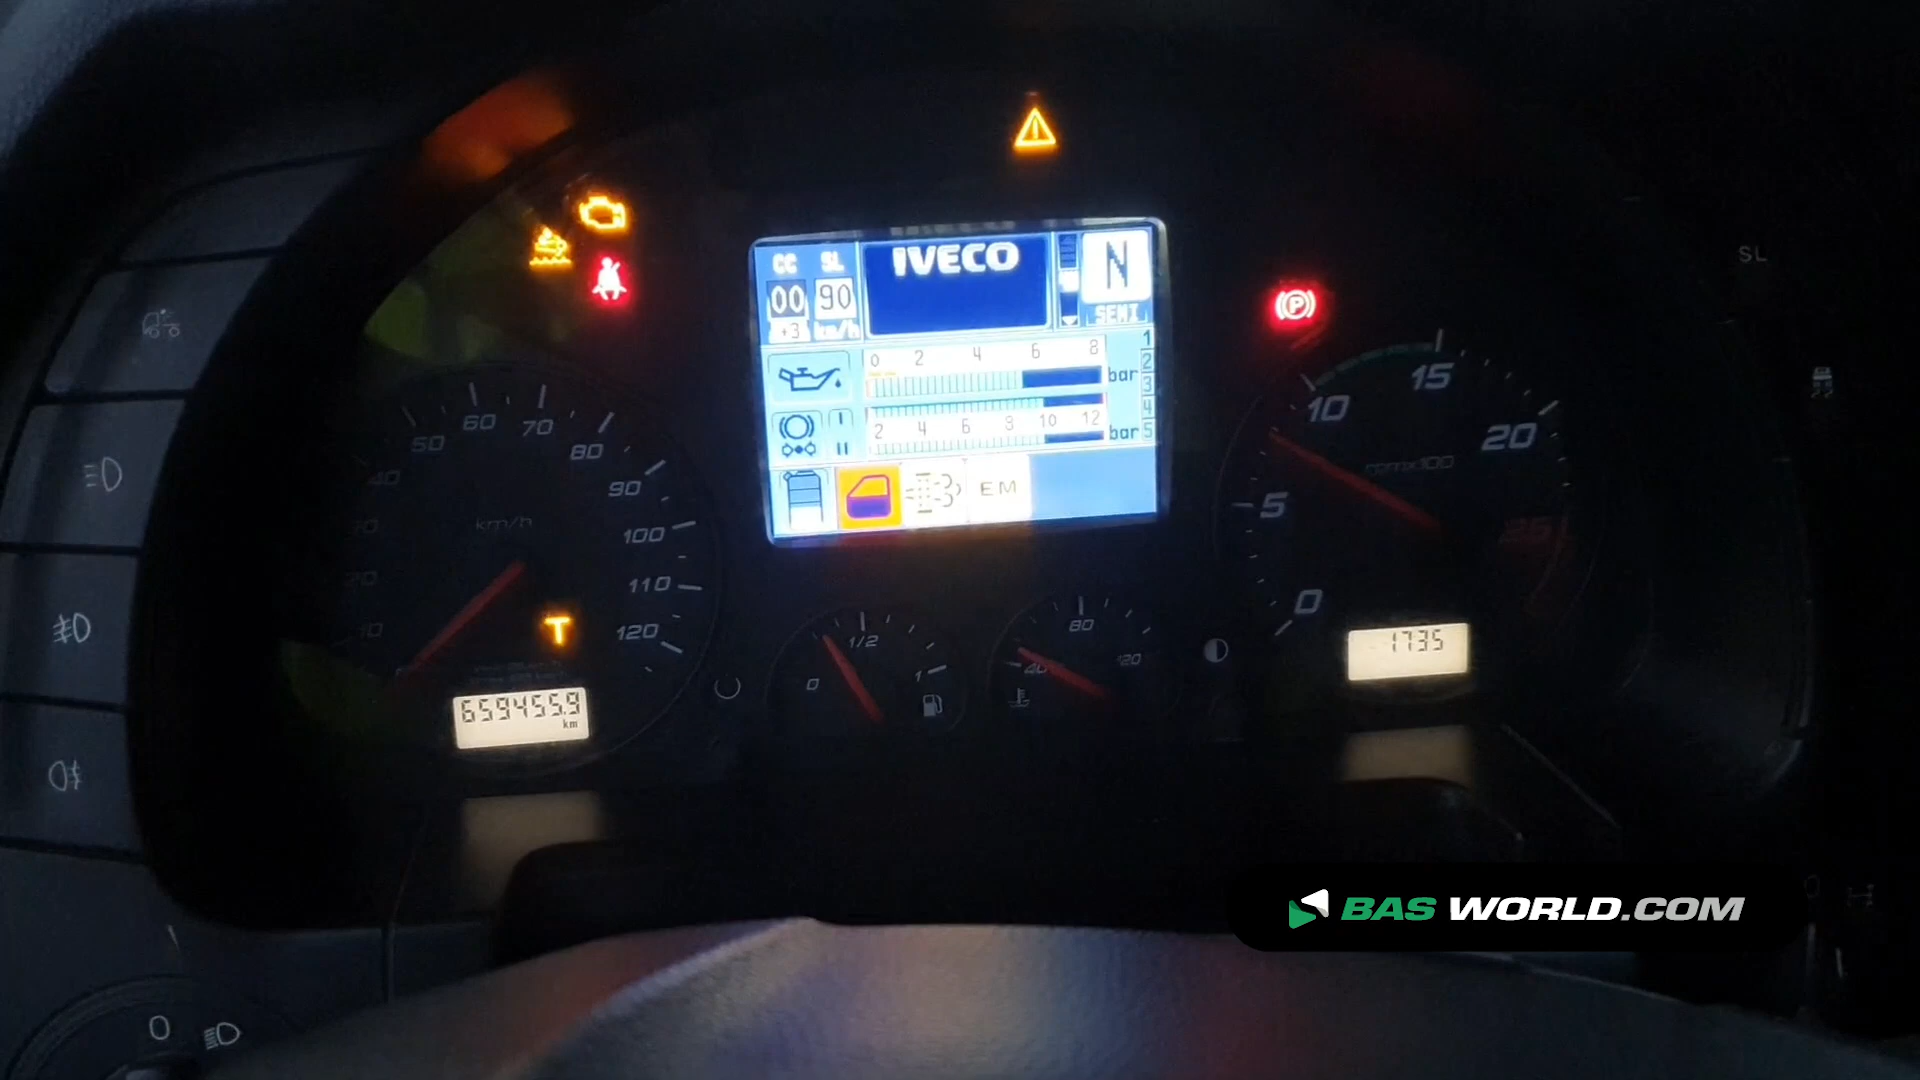 SL
CC SL
IVECO
N
00 90
+3 km/h
SEMI
0 2 4 6 8
bar
1
2
3
4
5
I
2 4 6 8 10 12
bar
II
EM
P
10
20
40
50
60
70
80
90
100
110
120
km/h
T
659455.9
km
0 1/2 1
40 80 120
0
5
10
15
20
25
rpmx100
1735
BAS WORLD.COM
0